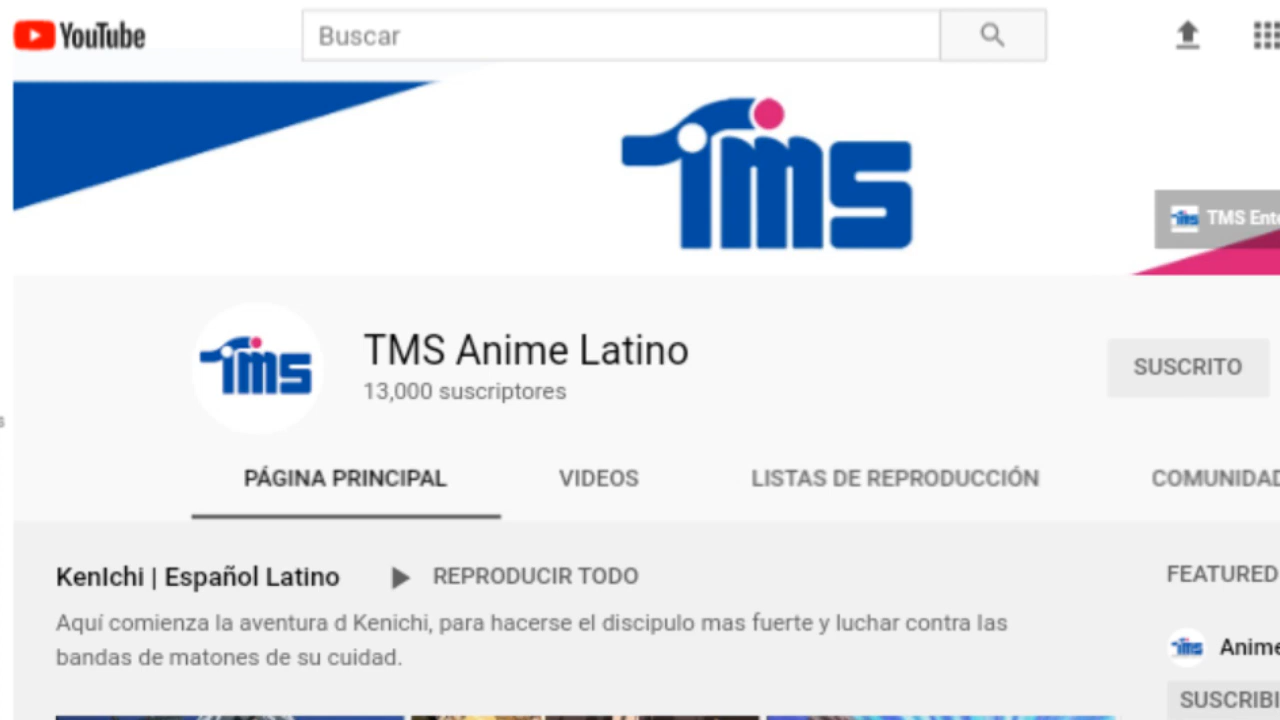 YouTube
Buscar
TMS
TMS Ente
TMS
TMS Anime Latino
13,000 suscriptores
SUSCRITO
PÁGINA PRINCIPAL
VIDEOS
LISTAS DE REPRODUCCIÓN
COMUNIDAD
KenIchi | Español Latino
REPRODUCIR TODO
FEATURED
Aquí comienza la aventura d Kenichi, para hacerse el discipulo mas fuerte y luchar contra las
bandas de matones de su cuidad.
TMS
Anime
SUSCRIBI